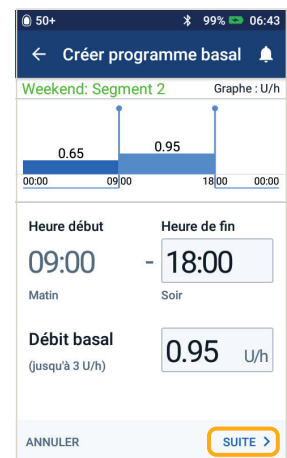 50+ 99% 06:43
Créer programme basal
Weekend: Segment 2 Graphe : U/h
0.65 0.95
00:00 09:00 18:00 00:00
Heure début Heure de fin
09:00 - 18:00
Matin Soir
Débit basal 0.95 U/h
(jusqu'à 3 U/h)
ANNULER SUITE >